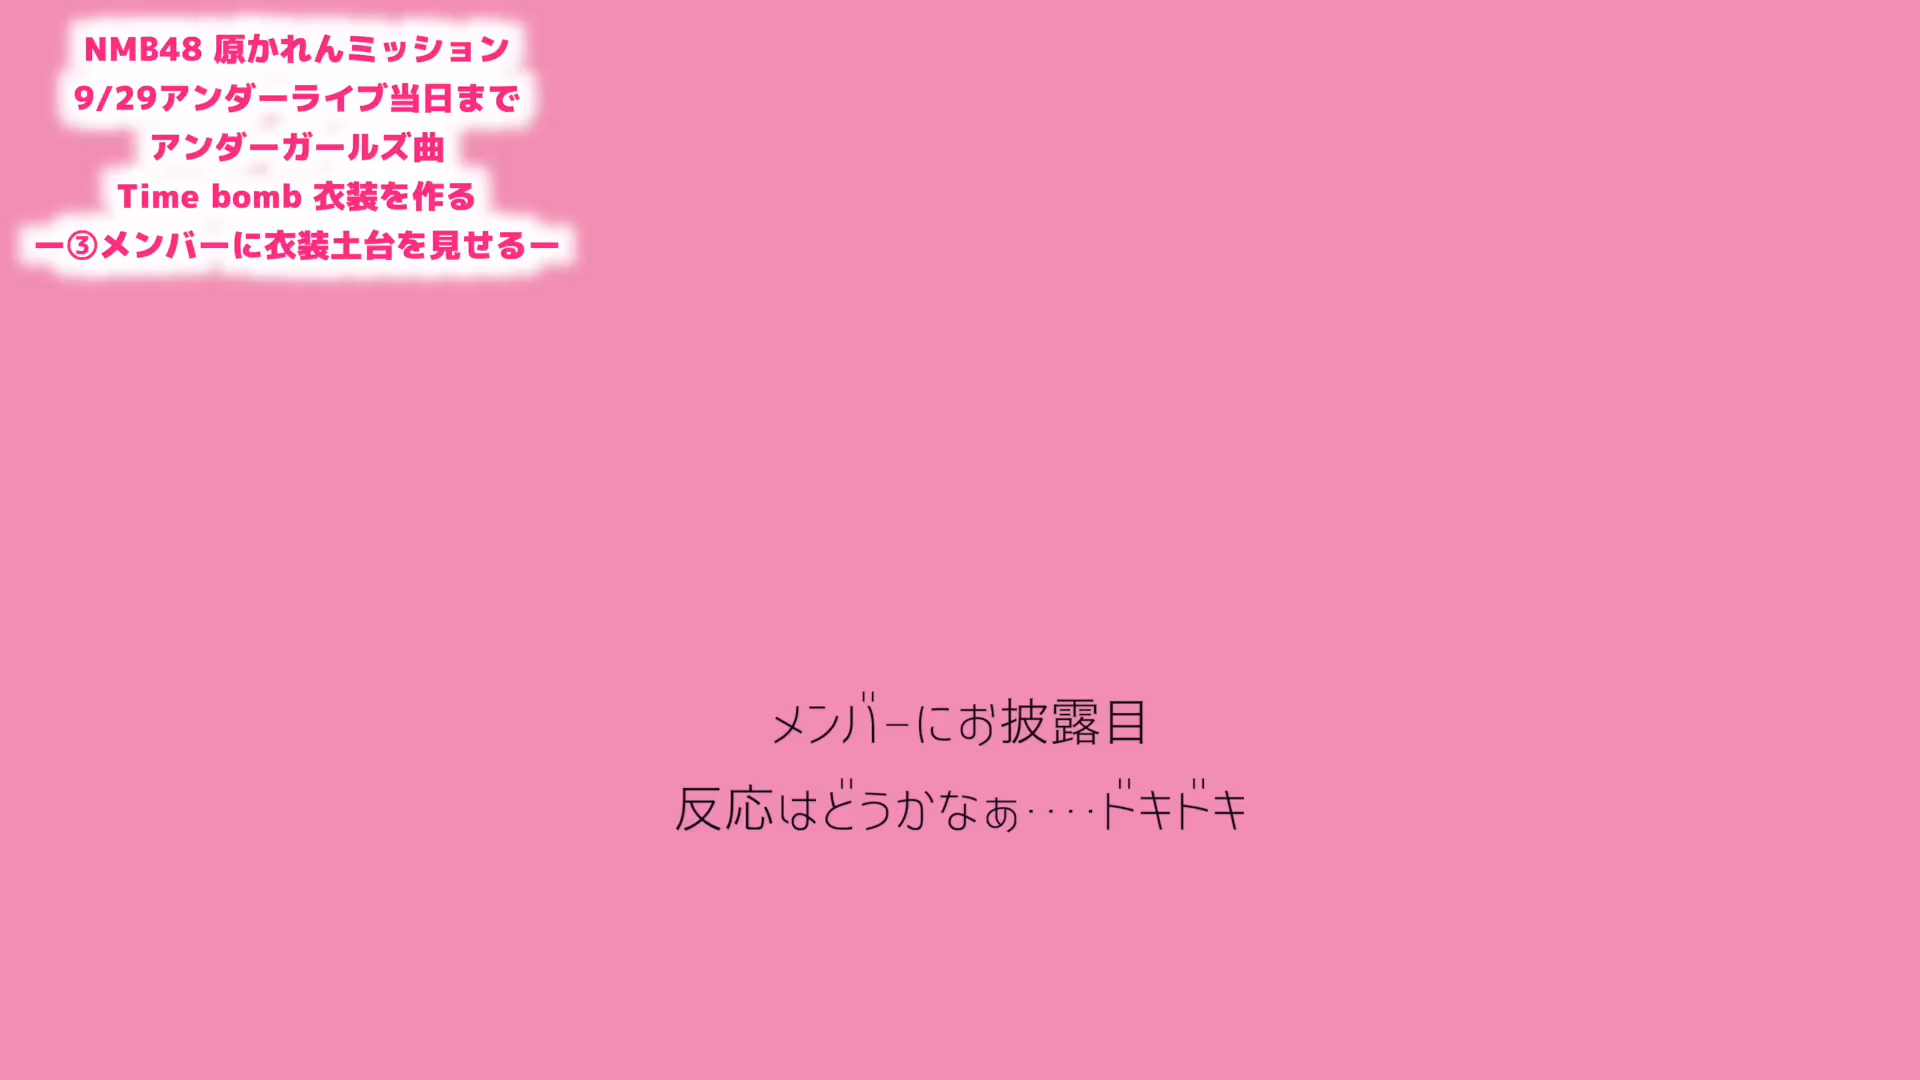 NMB48 原かれんミッション
9/29アンダーライブ当日まで
アンダーガールズ曲
Time bomb 衣装を作る
ー③メンバーに衣装土台を見せるー
メンバーにお披露目
反応はどうかなぁ････ドキドキ